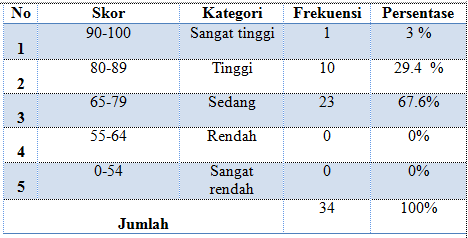 No Skor Kategori Frekuensi Persentase
1 90-100 Sangat tinggi 1 3 %
2 80-89 Tinggi 10 29.4 %
3 65-79 Sedang 23 67.6%
4 55-64 Rendah 0 0%
5 0-54 Sangat rendah 0 0%
Jumlah 34 100%